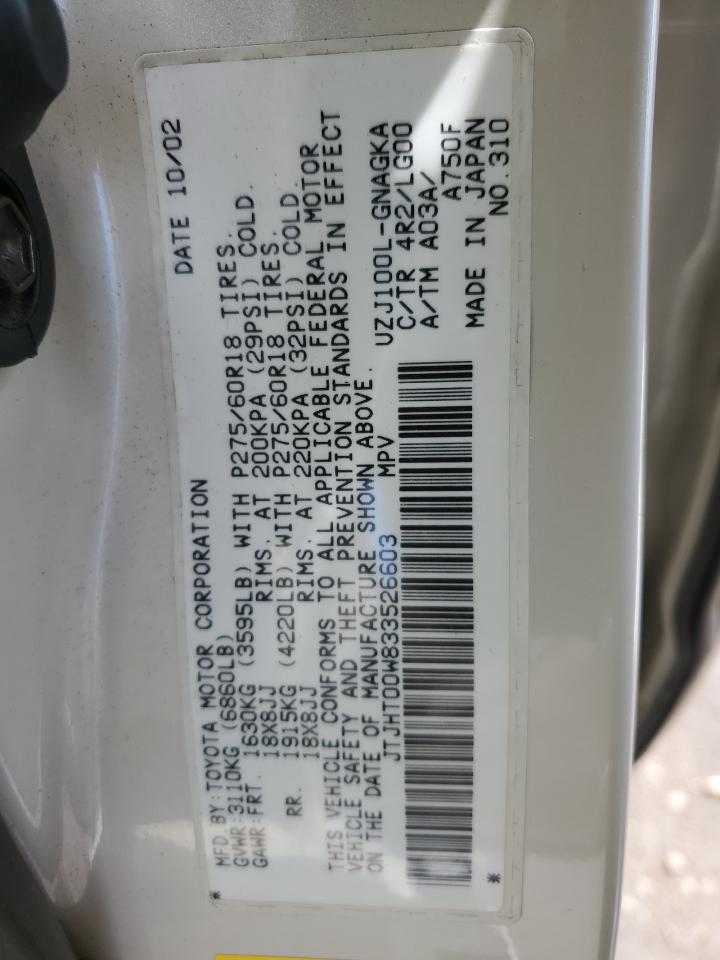 MFD. BY: TOYOTA MOTOR CORPORATION DATE 10/02
GVWR: 3110KG (6860LB)
GAWR: FRT. 1630KG (3595LB) WITH P275/60R18 TIRES.
18X8JJ RIMS. AT 200KPA (29PSI) COLD.
RR. 1915KG (4220LB) WITH P275/60R18 TIRES.
18X8JJ RIMS. AT 220KPA (32PSI) COLD.
THIS VEHICLE CONFORMS TO ALL APPLICABLE FEDERAL MOTOR
VEHICLE SAFETY AND THEFT PREVENTION STANDARDS IN EFFECT
ON THE DATE OF MANUFACTURE SHOWN ABOVE.
JTJHT00W833526603 MPV
UZJ100L-GNAGKA
C/TR 4R2/LG00
A/TM A03A/
A750F
MADE IN JAPAN
NO.310